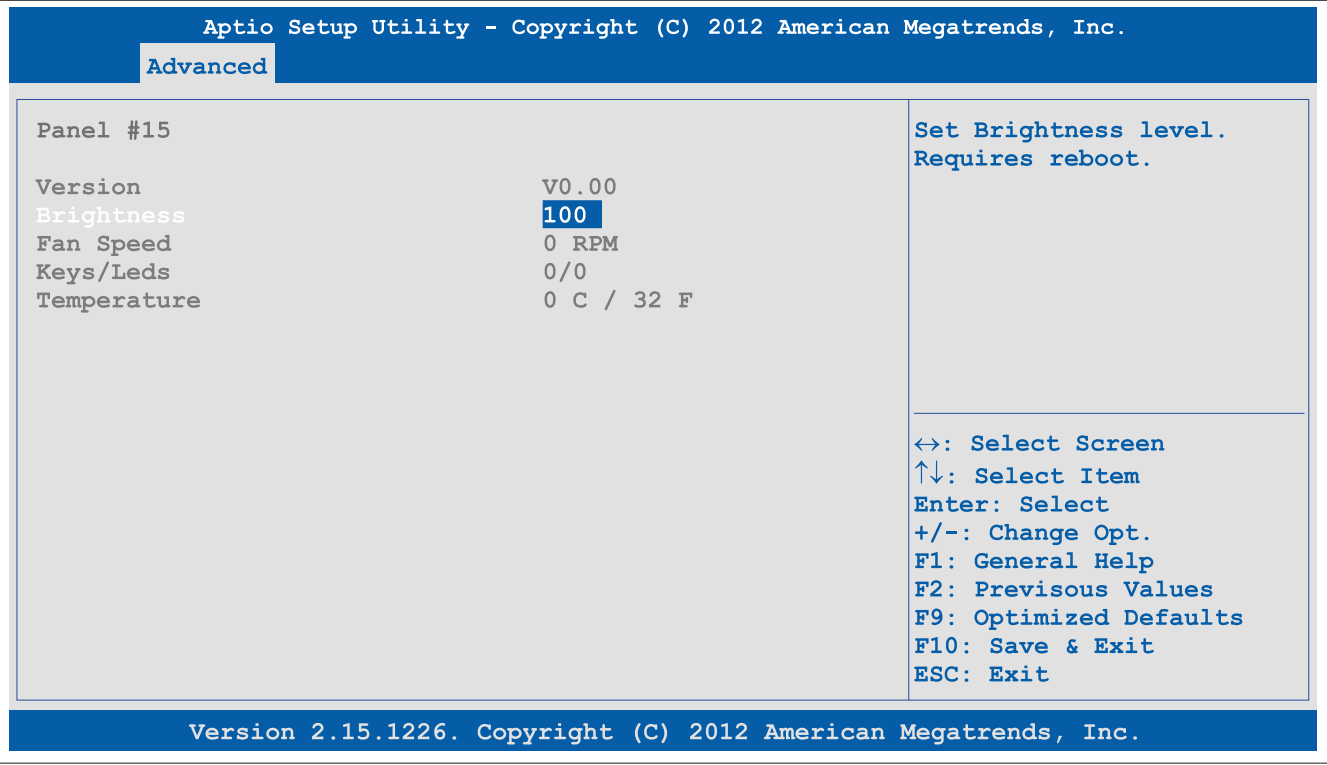 Aptio Setup Utility - Copyright (C) 2012 American Megatrends, Inc.
Advanced
Panel #15
Version V0.00
Brightness 100
Fan Speed 0 RPM
Keys/Leds 0/0
Temperature 0 C / 32 F
Set Brightness level.
Requires reboot.
↔: Select Screen
↑↓: Select Item
Enter: Select
+/-: Change Opt.
F1: General Help
F2: Previsous Values
F9: Optimized Defaults
F10: Save & Exit
ESC: Exit
Version 2.15.1226. Copyright (C) 2012 American Megatrends, Inc.